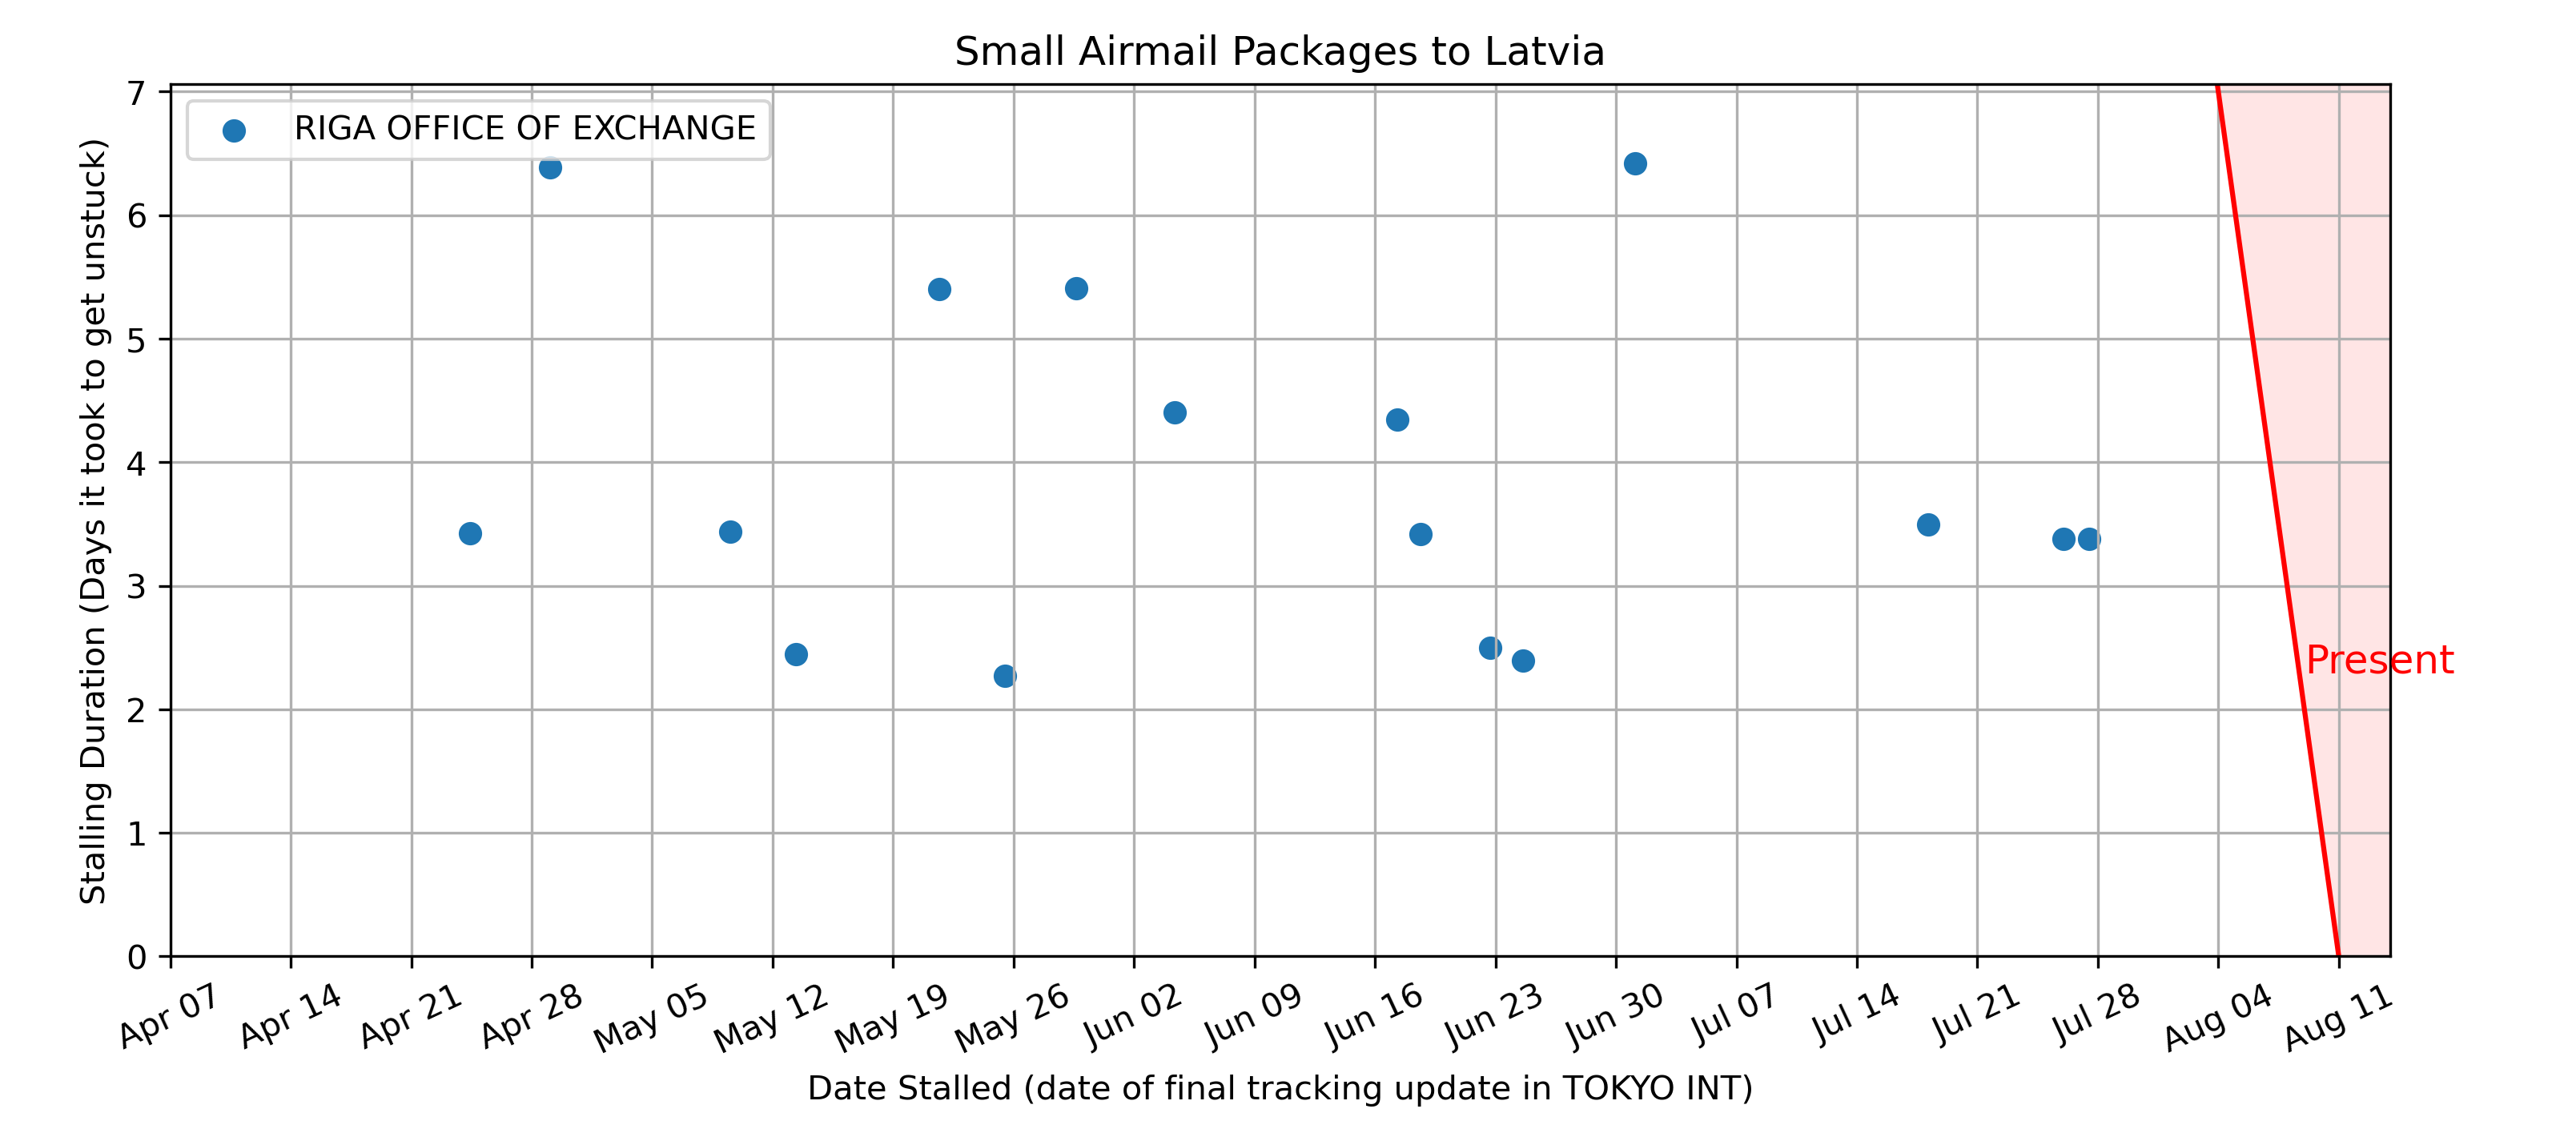 Small Airmail Packages to Latvia
RIGA OFFICE OF EXCHANGE
Stalling Duration (Days it took to get unstuck)
7
6
5
4
3
2
1
0
Present
Apr 07
Apr 14
Apr 21
Apr 28
May 05
May 12
May 19
May 26
Jun 02
Jun 09
Jun 16
Jun 23
Jun 30
Jul 07
Jul 14
Jul 21
Jul 28
Aug 04
Aug 11
Date Stalled (date of final tracking update in TOKYO INT)